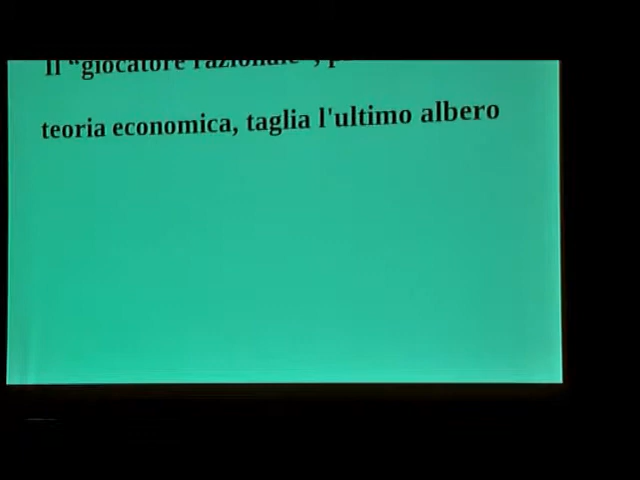 Il “giocatore razionale”, p
teoria economica, taglia l'ultimo albero